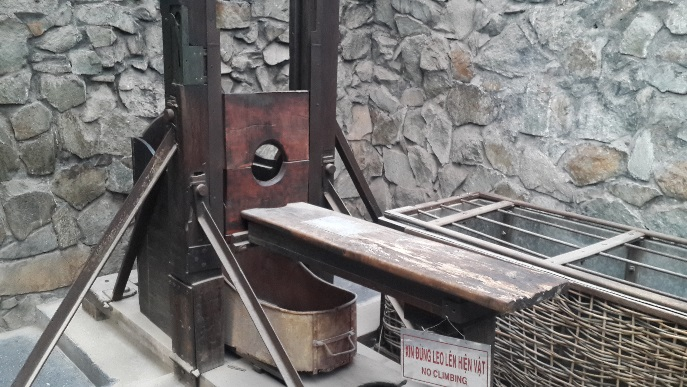 XIN ĐỪNG LEO LÊN HIỆN VẬT
NO CLIMBING